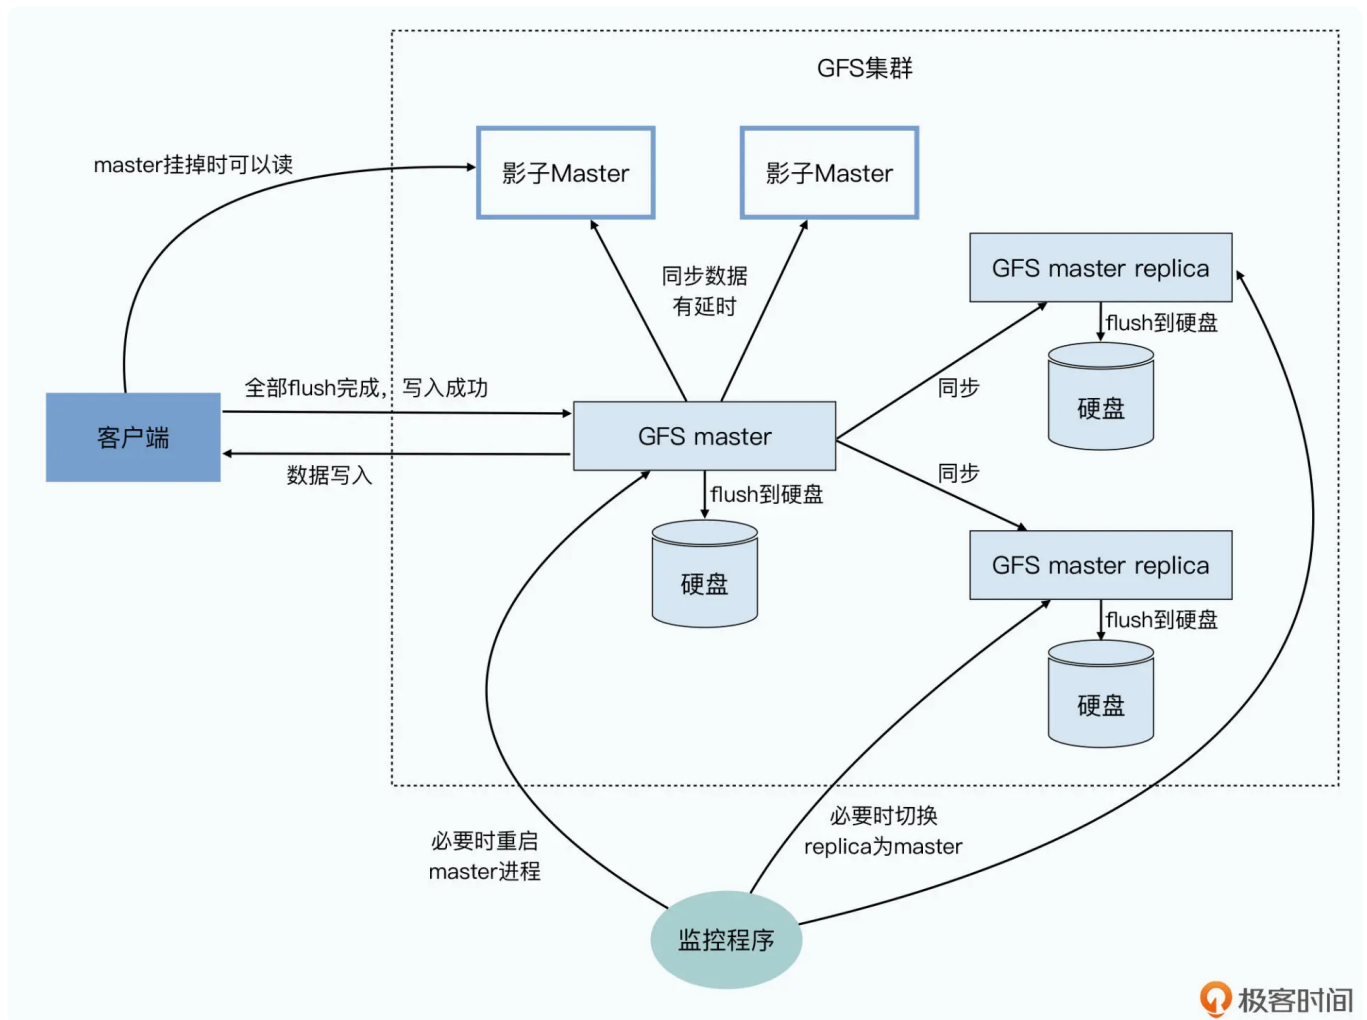 GFS集群
master挂掉时可以读
影子Master
影子Master
同步数据
有延时
GFS master replica
flush到硬盘
硬盘
同步
全部flush完成，写入成功
客户端
GFS master
数据写入
同步
flush到硬盘
硬盘
GFS master replica
flush到硬盘
硬盘
必要时重启
master进程
必要时切换
replica为master
监控程序
极客时间